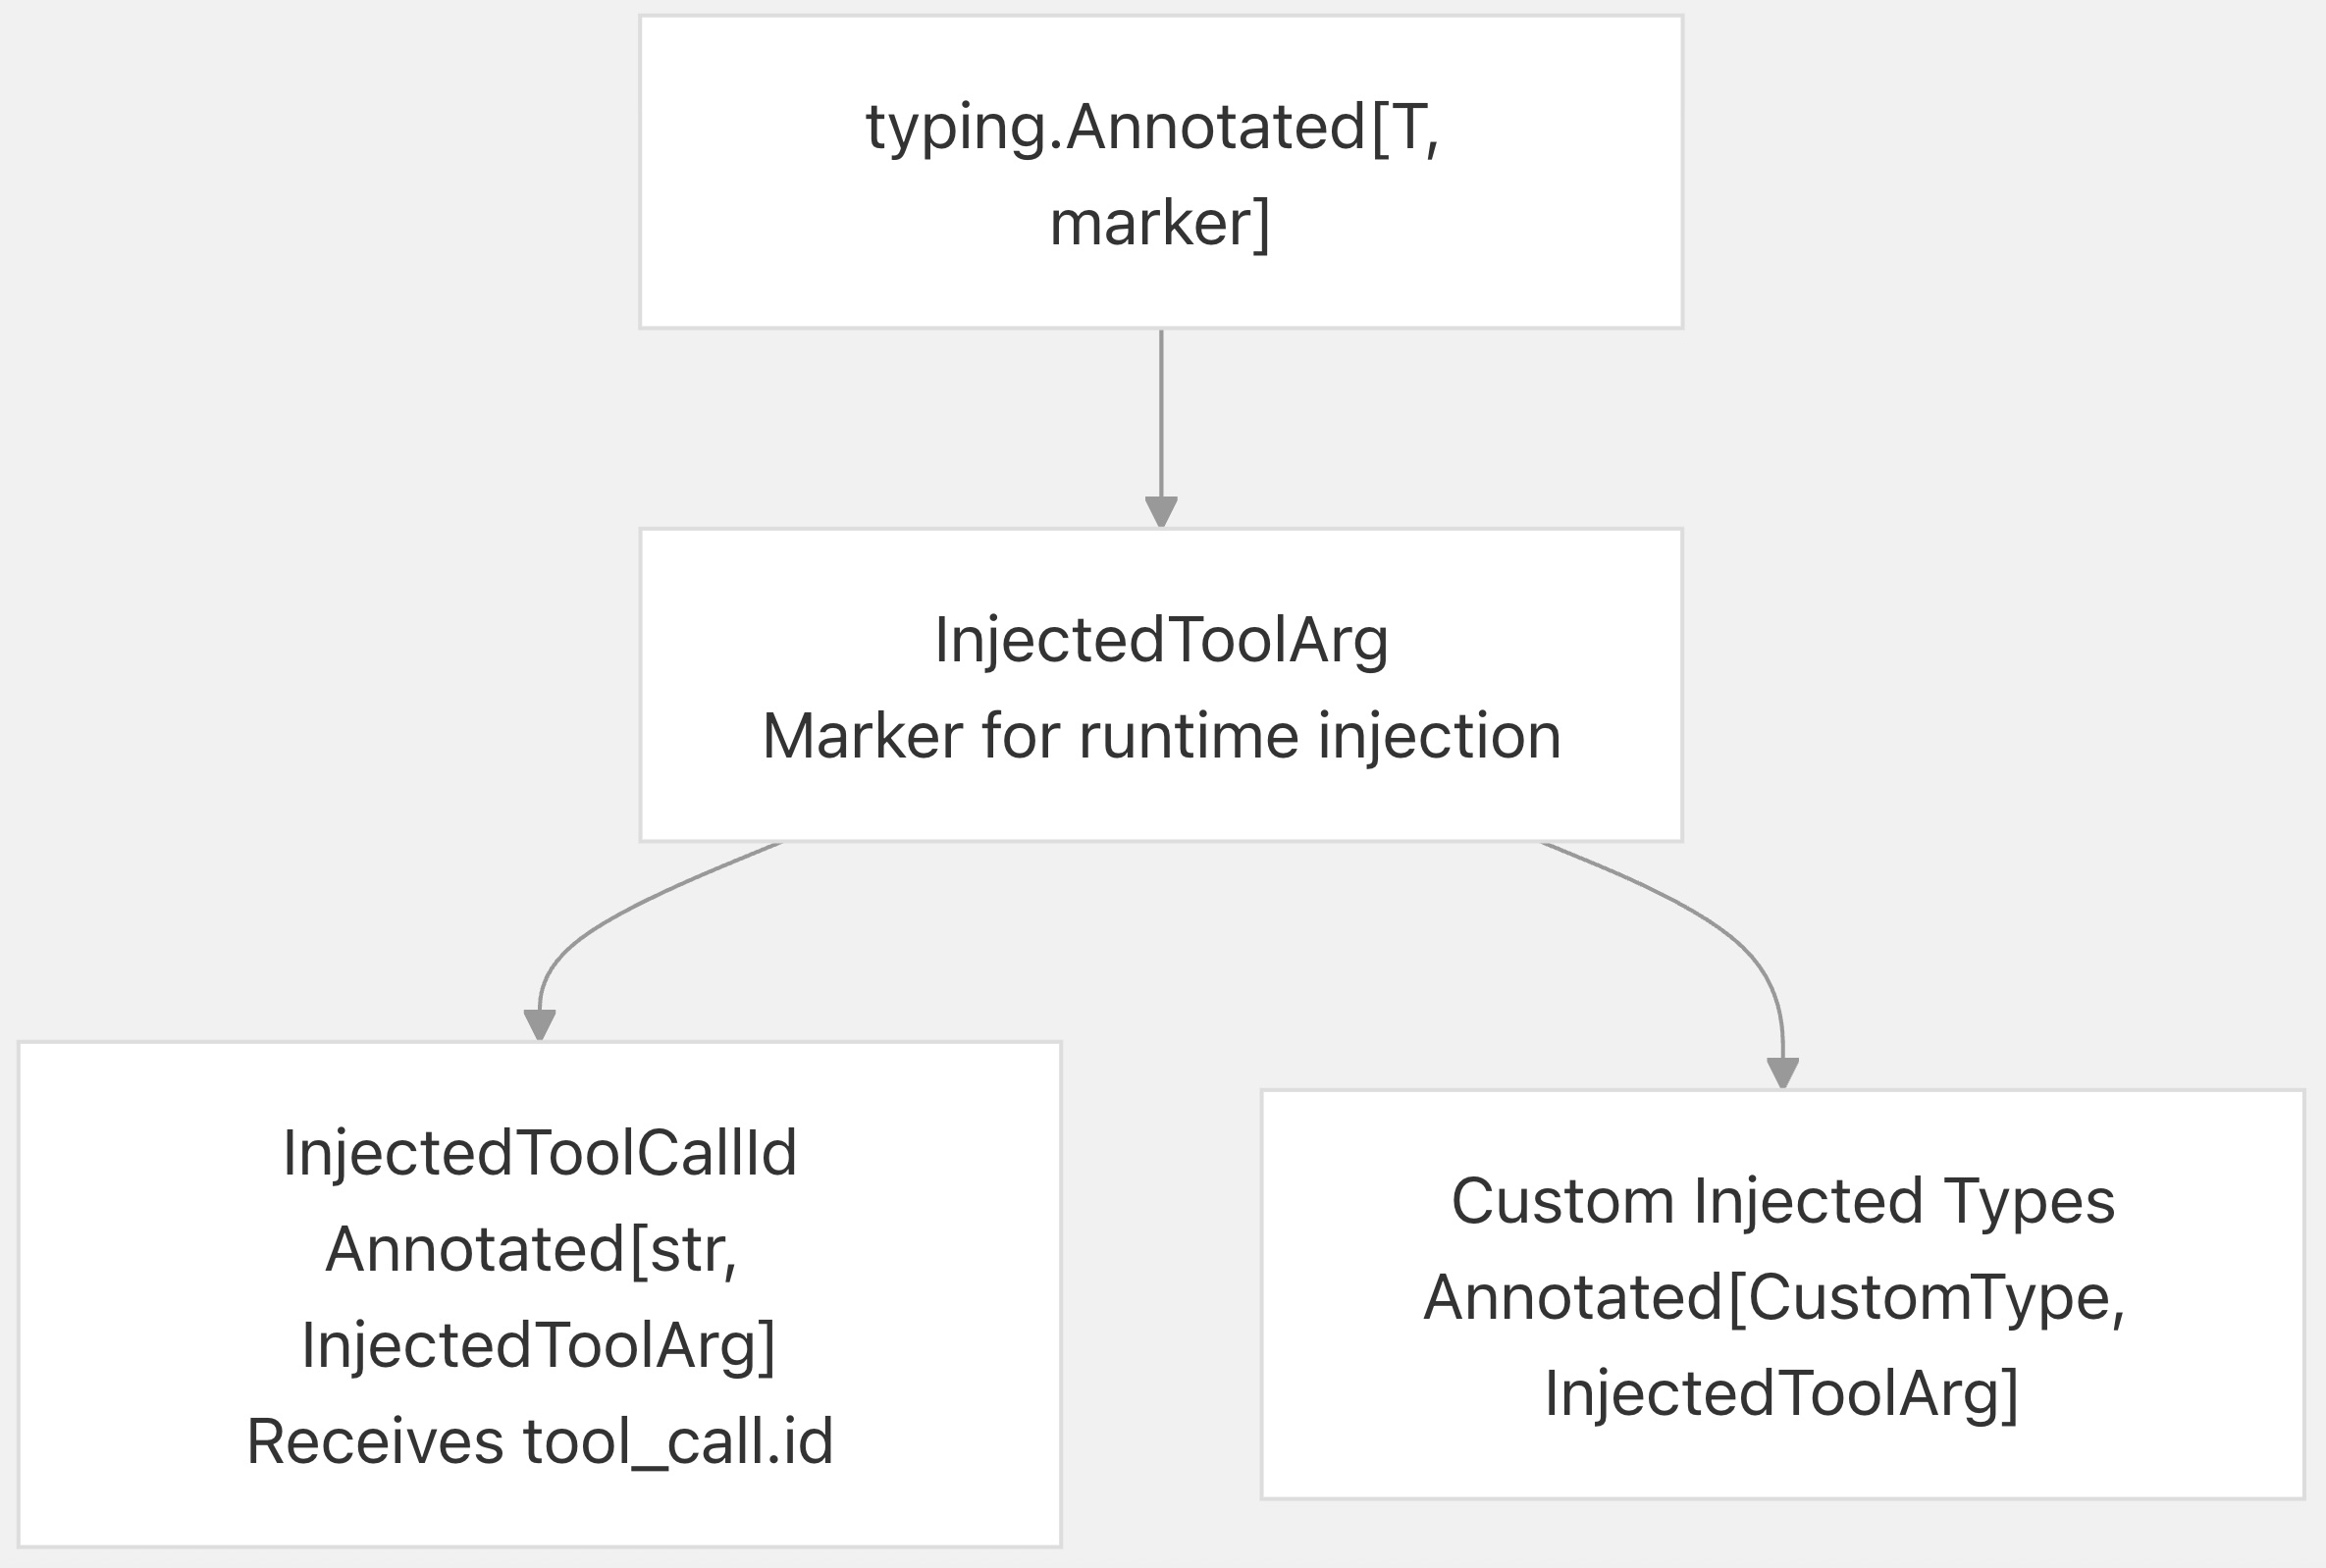 typing.Annotated[T,
marker]
InjectedToolArg
Marker for runtime injection
InjectedToolCallId
Annotated[str,
InjectedToolArg]
Receives tool_call.id
Custom Injected Types
Annotated[CustomType,
InjectedToolArg]